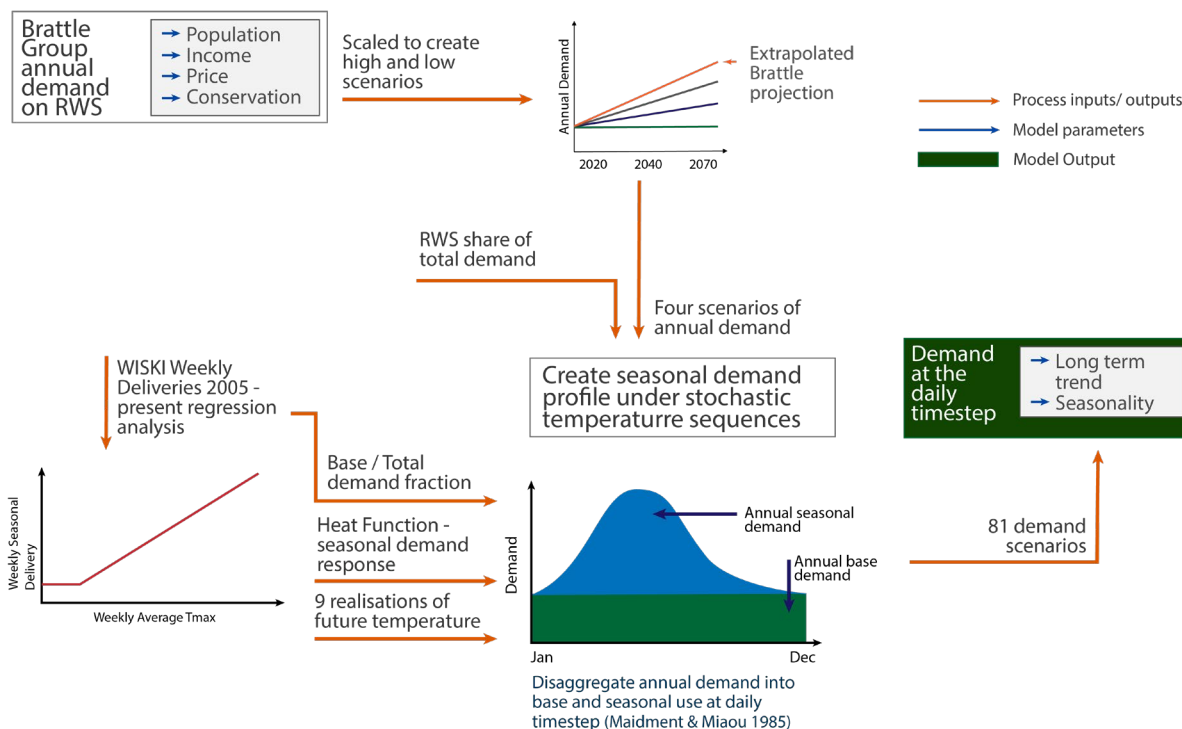 Brattle
Group
annual
demand
on RWS
Population
Income
Price
Conservation
Scaled to create
high and low
scenarios
Annual Demand
2020 2040 2070
Extrapolated
Brattle
projection
Process inputs/ outputs
Model parameters
Model Output
RWS share of
total demand
Four scenarios of
annual demand
WISKI Weekly
Deliveries 2005 -
present regression
analysis
Create seasonal demand
profile under stochastic
temperaturre sequences
Demand
at the
daily
timestep
Long term
trend
Seasonality
Weekly Seasonal
Delivery
Weekly Average Tmax
Base / Total
demand fraction
Heat Function -
seasonal demand
response
9 realisations of
future temperature
Demand
Annual seasonal
demand
Annual base
demand
Jan Dec
Disaggregate annual demand into
base and seasonal use at daily
timestep (Maidment & Miaou 1985)
81 demand
scenarios